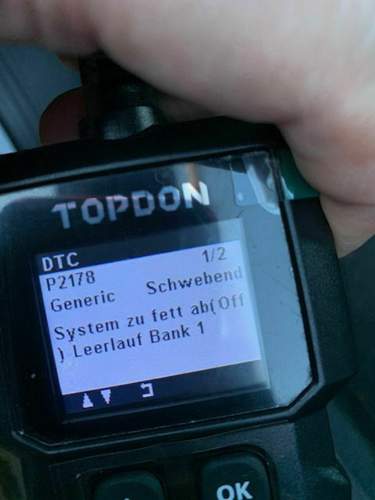 TOPDON
DTC 1/2
P2178
Generic Schwebend
System zu fett ab(Off
) Leerlauf Bank 1
OK